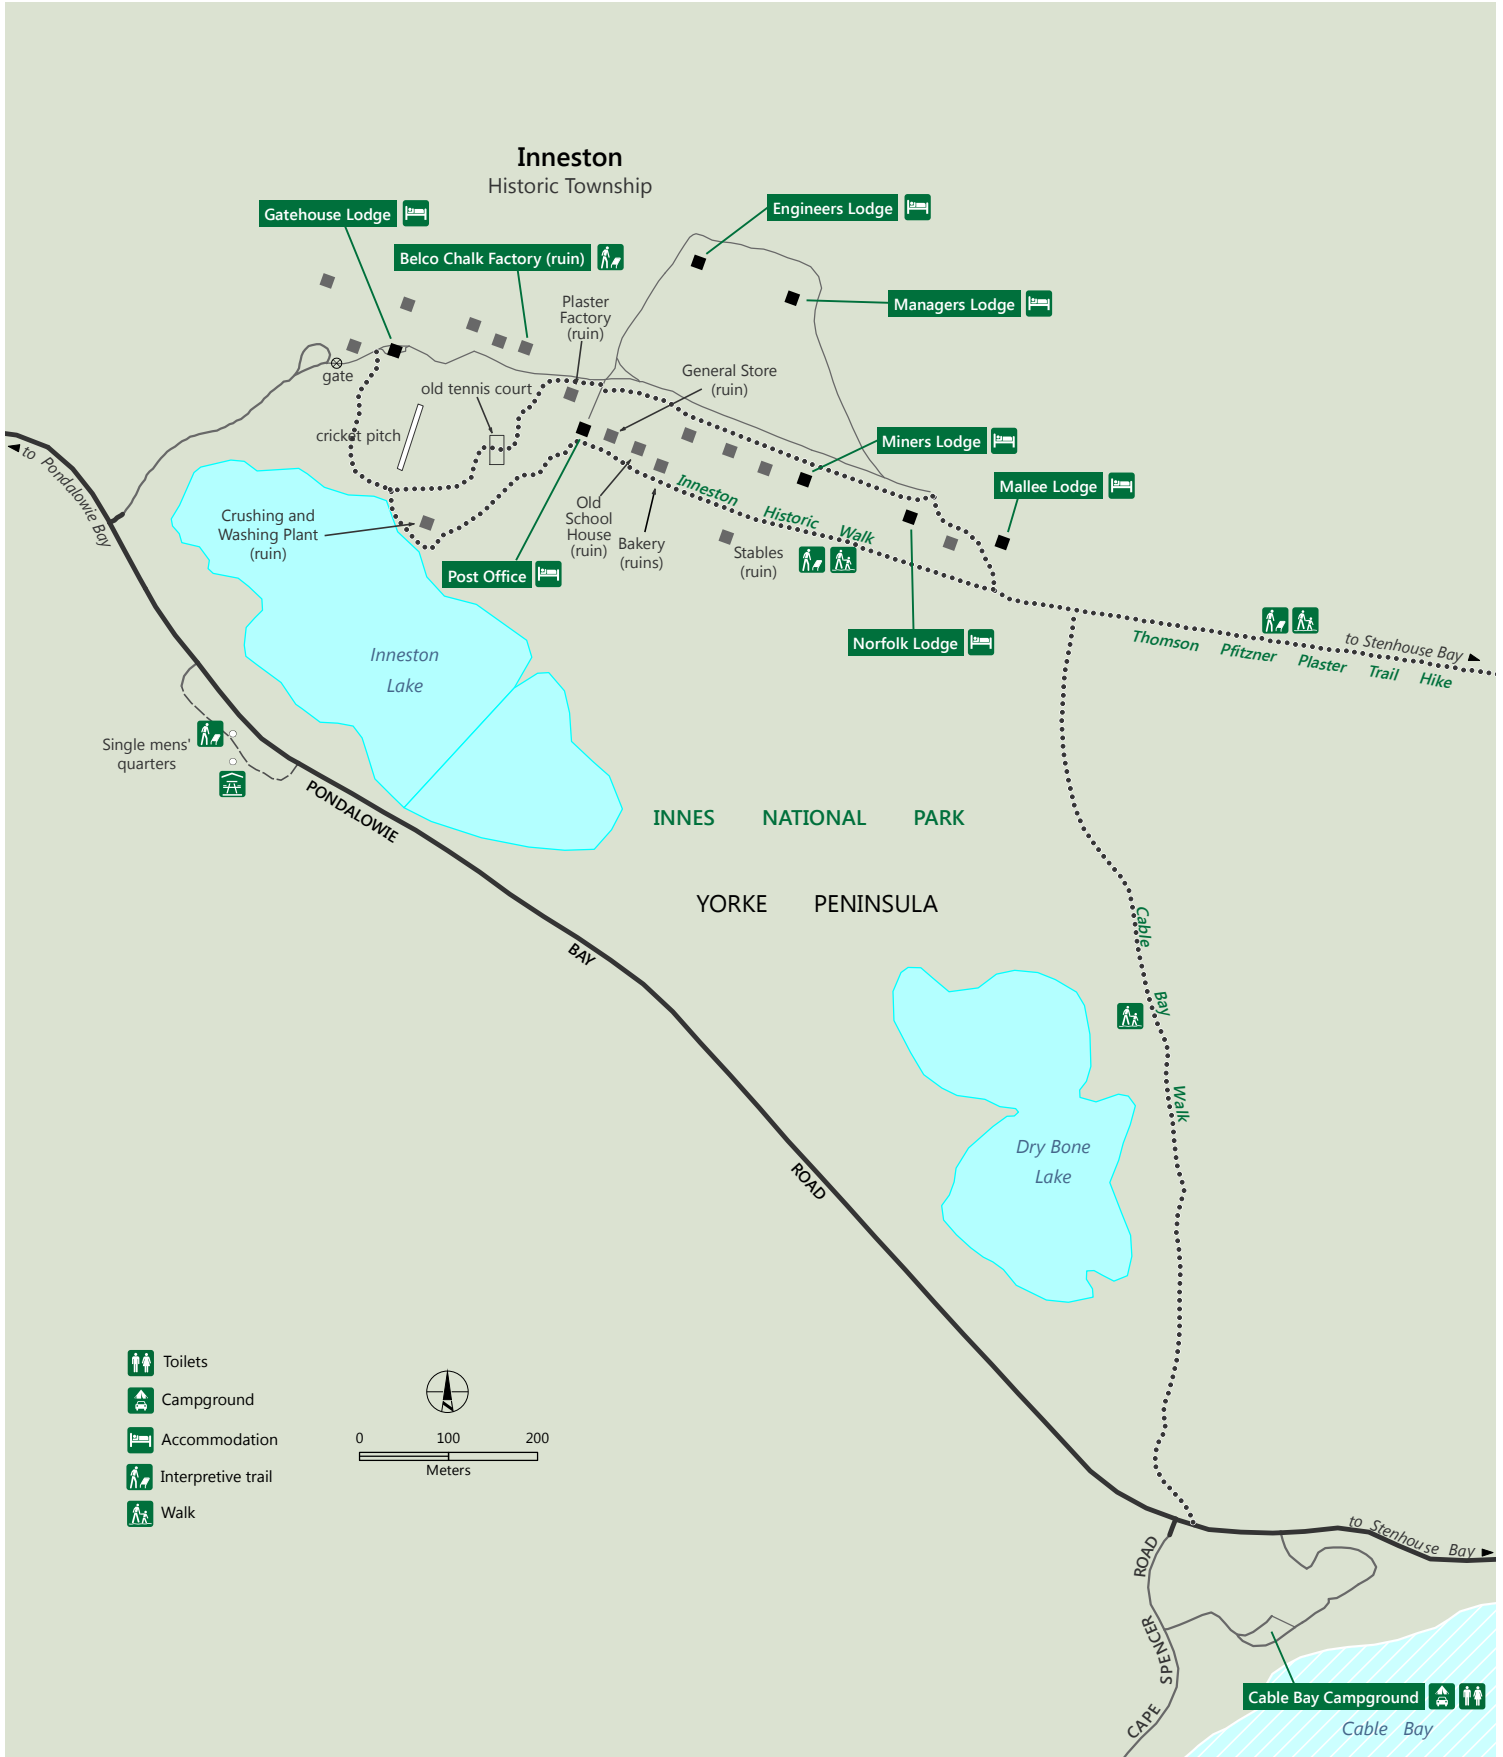 Inneston
Historic Township
Gatehouse Lodge
Engineers Lodge
Belco Chalk Factory (ruin)
Managers Lodge
Plaster
Factory
(ruin)
General Store
(ruin)
gate
old tennis court
cricket pitch
Miners Lodge
Mallee Lodge
to Pondalowie Bay
Inneston Historic Walk
Crushing and
Washing Plant
(ruin)
Old
School
House
(ruin)
Bakery
(ruins)
Stables
(ruin)
Post Office
Norfolk Lodge
to Stenhouse Bay
Thomson Pfitzner Plaster Trail Hike
Inneston
Lake
Single mens'
quarters
PONDALOWIE BAY ROAD
INNES NATIONAL PARK
YORKE PENINSULA
Cable Bay Walk
Dry Bone
Lake
Toilets
Campground
Accommodation
Interpretive trail
Walk
0 100 200
Meters
to Stenhouse Bay
CAPE SPENCER ROAD
Cable Bay Campground
Cable Bay